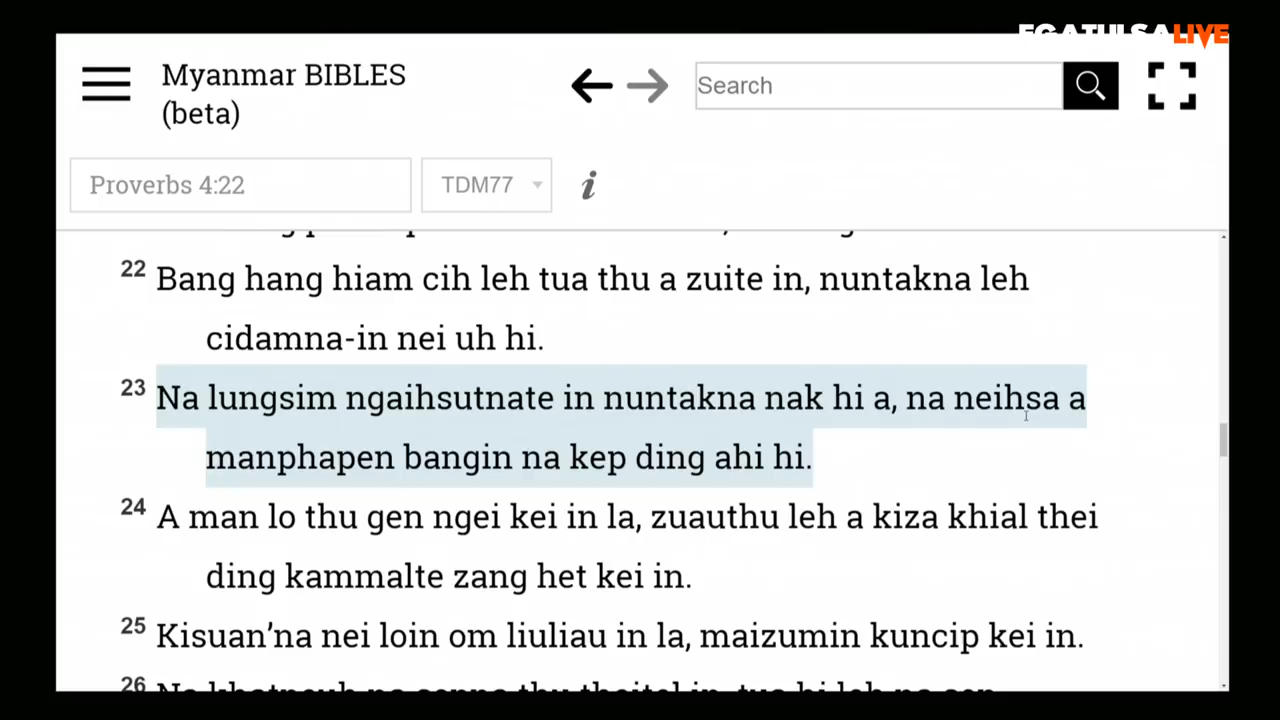 EGATULSALIVE
Myanmar BIBLES
(beta)
Search
Proverbs 4:22
TDM77
i
22 Bang hang hiam cih leh tua thu a zuite in, nuntakna leh
cidamna-in nei uh hi.
23 Na lungsim ngaihsutnate in nuntakna nak hi a, na neihsa a
manphapen bangin na kep ding ahi hi.
24 A man lo thu gen ngei kei in la, zuauthu leh a kiza khial thei
ding kammalte zang het kei in.
25 Kisuan’na nei loin om liuliau in la, maizumin kuncip kei in.
26